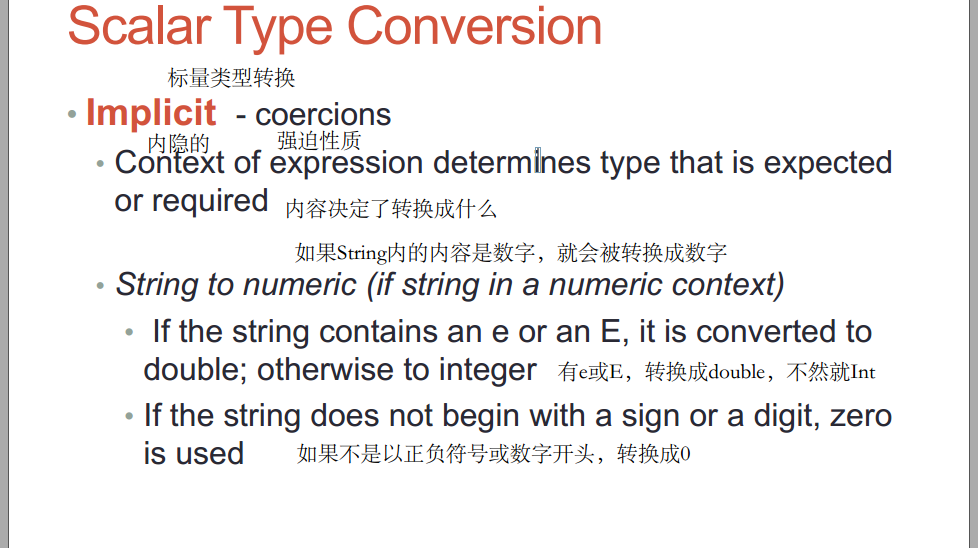 Scalar Type Conversion
标量类型转换
• Implicit - coercions
内隐的 强迫性质
• Context of expression determines type that is expected
or required 内容决定了转换成什么
如果String内的内容是数字，就会被转换成数字
• String to numeric (if string in a numeric context)
• If the string contains an e or an E, it is converted to
double; otherwise to integer 有e或E，转换成double，不然就Int
• If the string does not begin with a sign or a digit, zero
is used 如果不是以正负符号或数字开头，转换成0